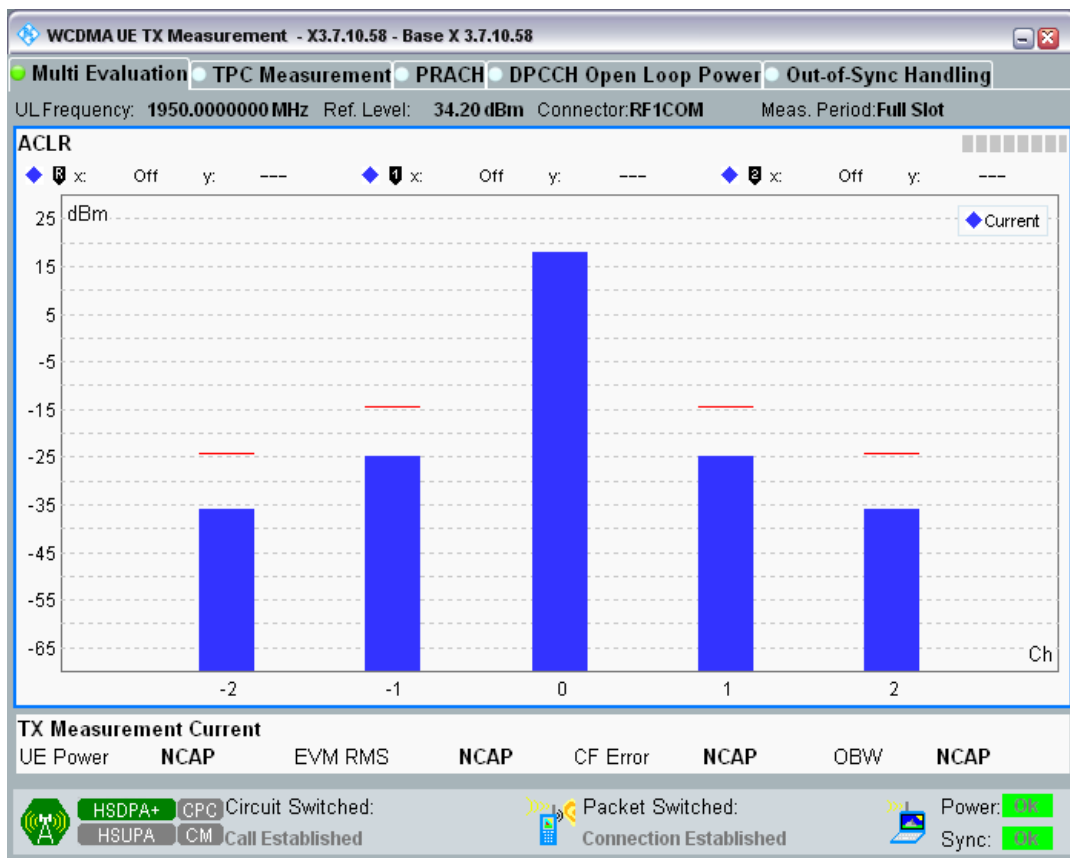 WCDMA UE TX Measurement - X3.7.10.58 - Base X 3.7.10.58
Multi Evaluation TPC Measurement PRACH DPCCH Open Loop Power Out-of-Sync Handling
UL Frequency: 1950.0000000 MHz Ref. Level: 34.20 dBm Connector:RF1COM Meas. Period:Full Slot
ACLR
R x: Off y: --- 1 x: Off y: --- 2 x: Off y: ---
dBm
Current
25
15
5
-5
-15
-25
-35
-45
-55
-65
Ch
-2 -1 0 1 2
TX Measurement Current
UE Power NCAP EVM RMS NCAP CF Error NCAP OBW NCAP
HSDPA+ CPC Circuit Switched: Packet Switched: Power: Ok
HSUPA CM Call Established Connection Established Sync: Ok